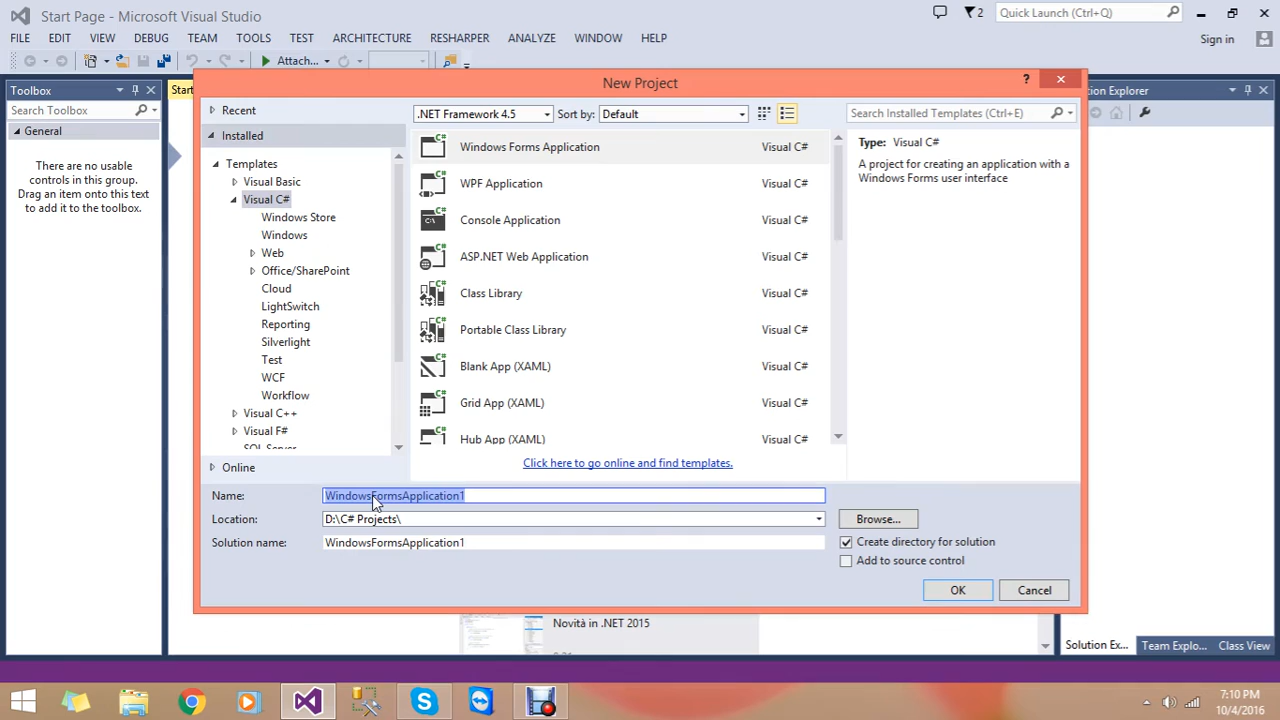 Start Page - Microsoft Visual Studio
2
Quick Launch (Ctrl+Q)
FILE EDIT VIEW DEBUG TEAM TOOLS TEST ARCHITECTURE RESHARPER ANALYZE WINDOW HELP
Sign in
Attach...
Toolbox
Search Toolbox
General
There are no usable
controls in this group.
Drag an item onto this text
to add it to the toolbox.
Start
New Project
?
Recent
Installed
Templates
Visual Basic
Visual C#
Windows Store
Windows
Web
Office/SharePoint
Cloud
LightSwitch
Reporting
Silverlight
Test
WCF
Workflow
Visual C++
Visual F#
SQL Server
Online
.NET Framework 4.5
Sort by: Default
Windows Forms Application Visual C#
WPF Application Visual C#
Console Application Visual C#
ASP.NET Web Application Visual C#
Class Library Visual C#
Portable Class Library Visual C#
Blank App (XAML) Visual C#
Grid App (XAML) Visual C#
Hub App (XAML) Visual C#
Click here to go online and find templates.
Search Installed Templates (Ctrl+E)
Type: Visual C#
A project for creating an application with a
Windows Forms user interface
Name: WindowsFormsApplication1
Location: D:\C# Projects\
Browse...
Solution name: WindowsFormsApplication1
Create directory for solution
Add to source control
OK
Cancel
Explorer
Novità in .NET 2015
Solution Ex... Team Explo... Class View
7:10 PM
10/4/2016